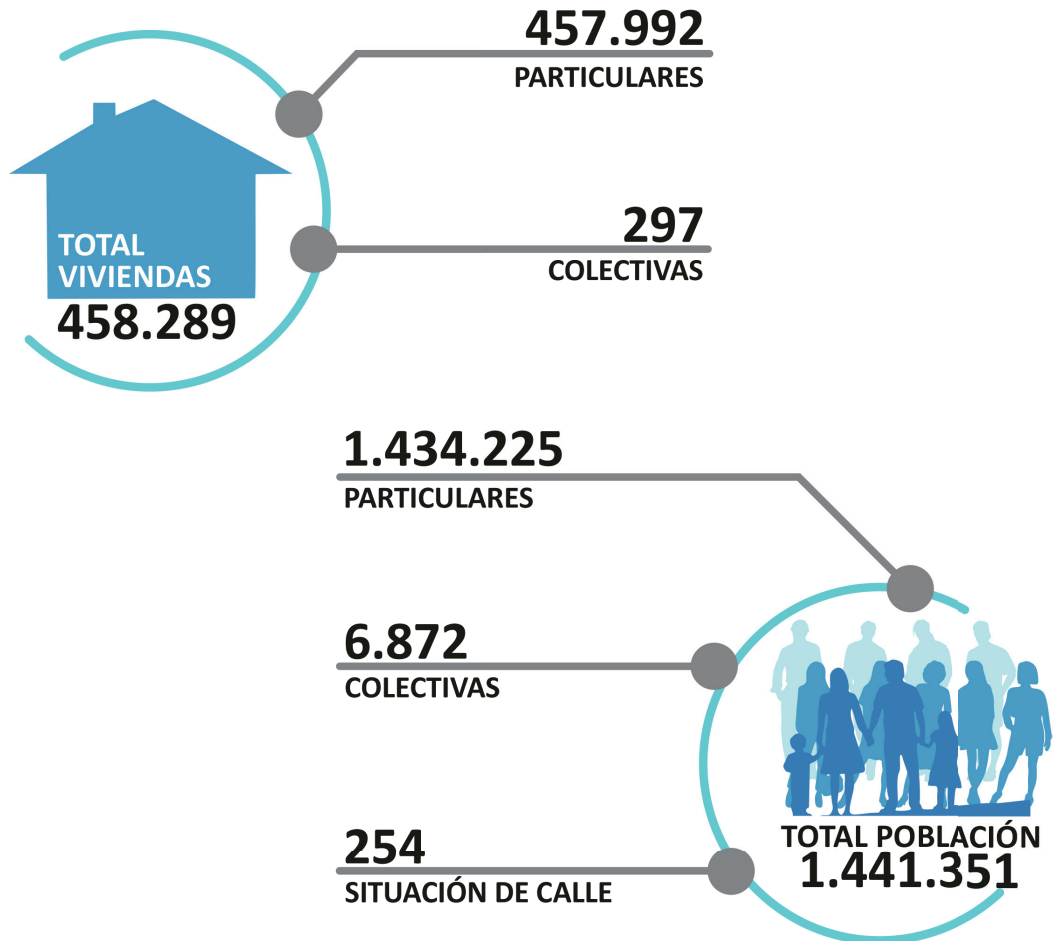 457.992
PARTICULARES
297
COLECTIVAS
TOTAL
VIVIENDAS
458.289
1.434.225
PARTICULARES
6.872
COLECTIVAS
254
SITUACIÓN DE CALLE
TOTAL POBLACIÓN
1.441.351